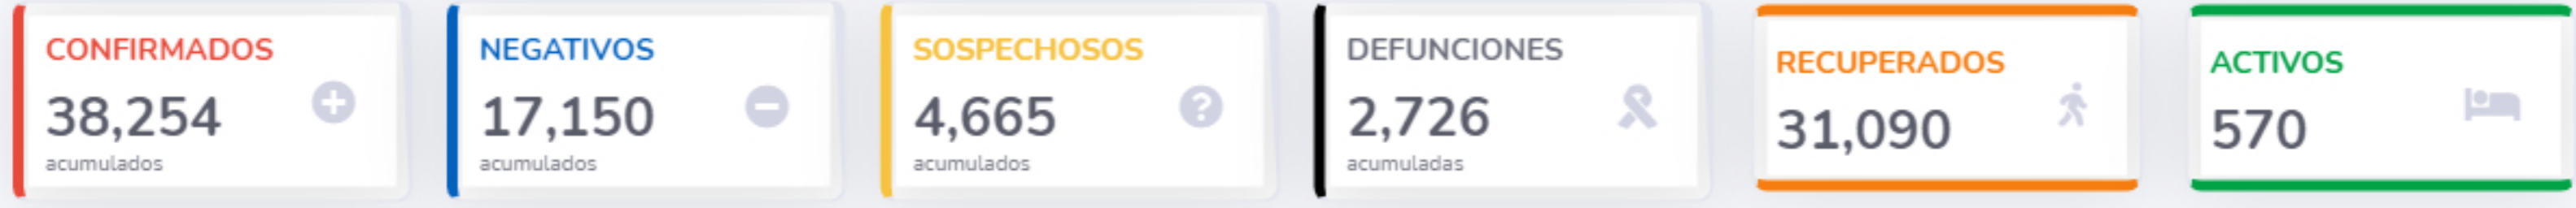 CONFIRMADOS
38,254
acumulados
NEGATIVOS
17,150
acumulados
SOSPECHOSOS
4,665
acumulados
DEFUNCIONES
2,726
acumuladas
RECUPERADOS
31,090
ACTIVOS
570